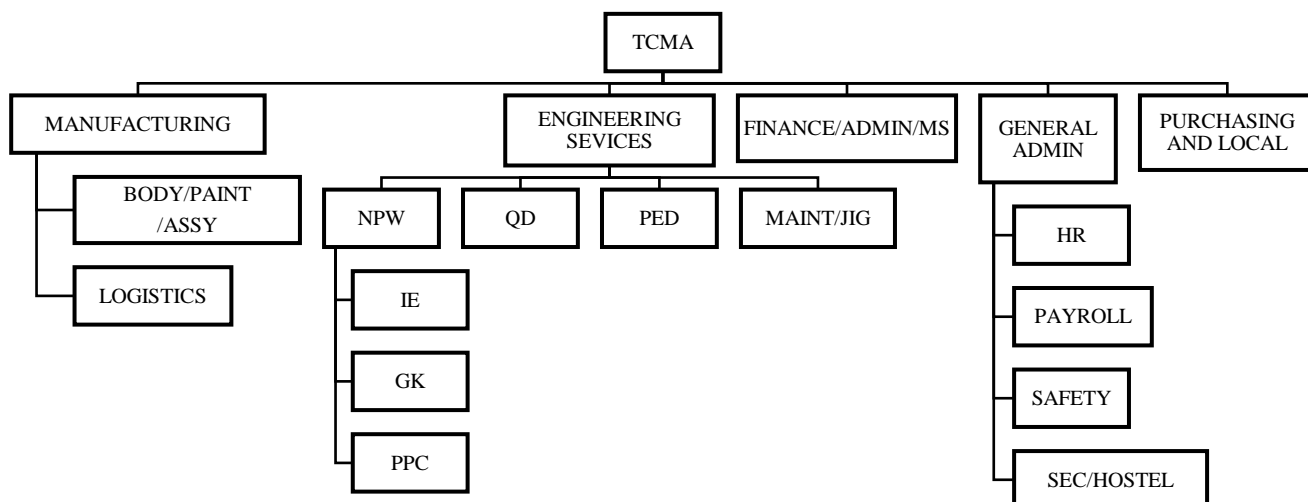 TCMA
MANUFACTURING
ENGINEERING
SEVICES
FINANCE/ADMIN/MS
GENERAL
ADMIN
PURCHASING
AND LOCAL
BODY/PAINT
/ASSY
LOGISTICS
NPW
QD
PED
MAINT/JIG
IE
GK
PPC
HR
PAYROLL
SAFETY
SEC/HOSTEL